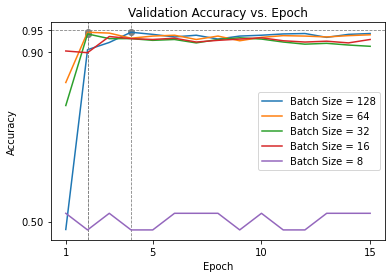 Validation Accuracy vs. Epoch
0.95
0.90
0.50
Accuracy
Batch Size = 128
Batch Size = 64
Batch Size = 32
Batch Size = 16
Batch Size = 8
1
5
10
15
Epoch